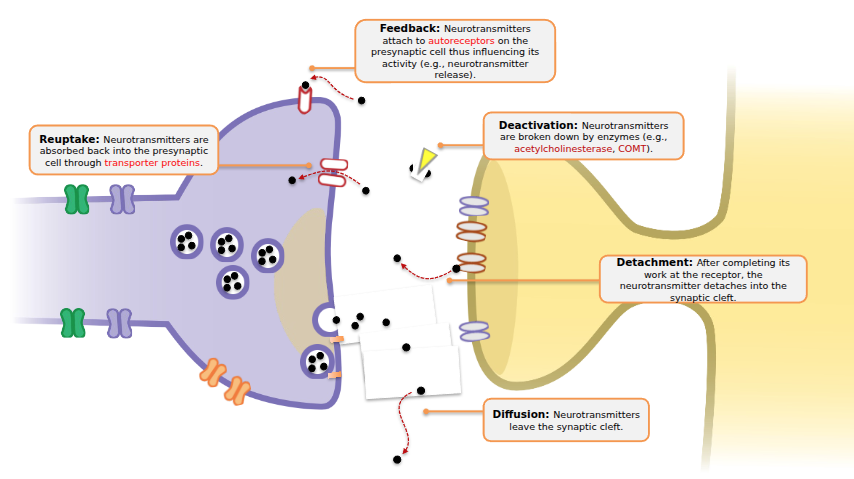 Feedback: Neurotransmitters
attach to autoreceptors on the
presynaptic cell thus influencing its
activity (e.g., neurotransmitter
release).
Reuptake: Neurotransmitters are
absorbed back into the presynaptic
cell through transporter proteins.
Deactivation: Neurotransmitters
are broken down by enzymes (e.g.,
acetylcholinesterase, COMT).
Detachment: After completing its
work at the receptor, the
neurotransmitter detaches into the
synaptic cleft.
Diffusion: Neurotransmitters
leave the synaptic cleft.